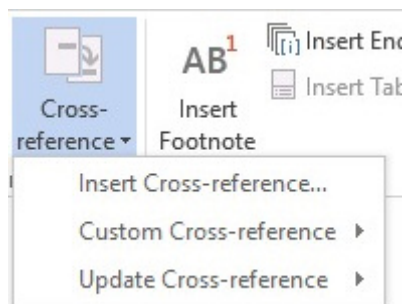 AB1
Insert
Insert
Cross-
reference
Insert
Footnote
Insert Cross-reference...
Custom Cross-reference
Update Cross-reference